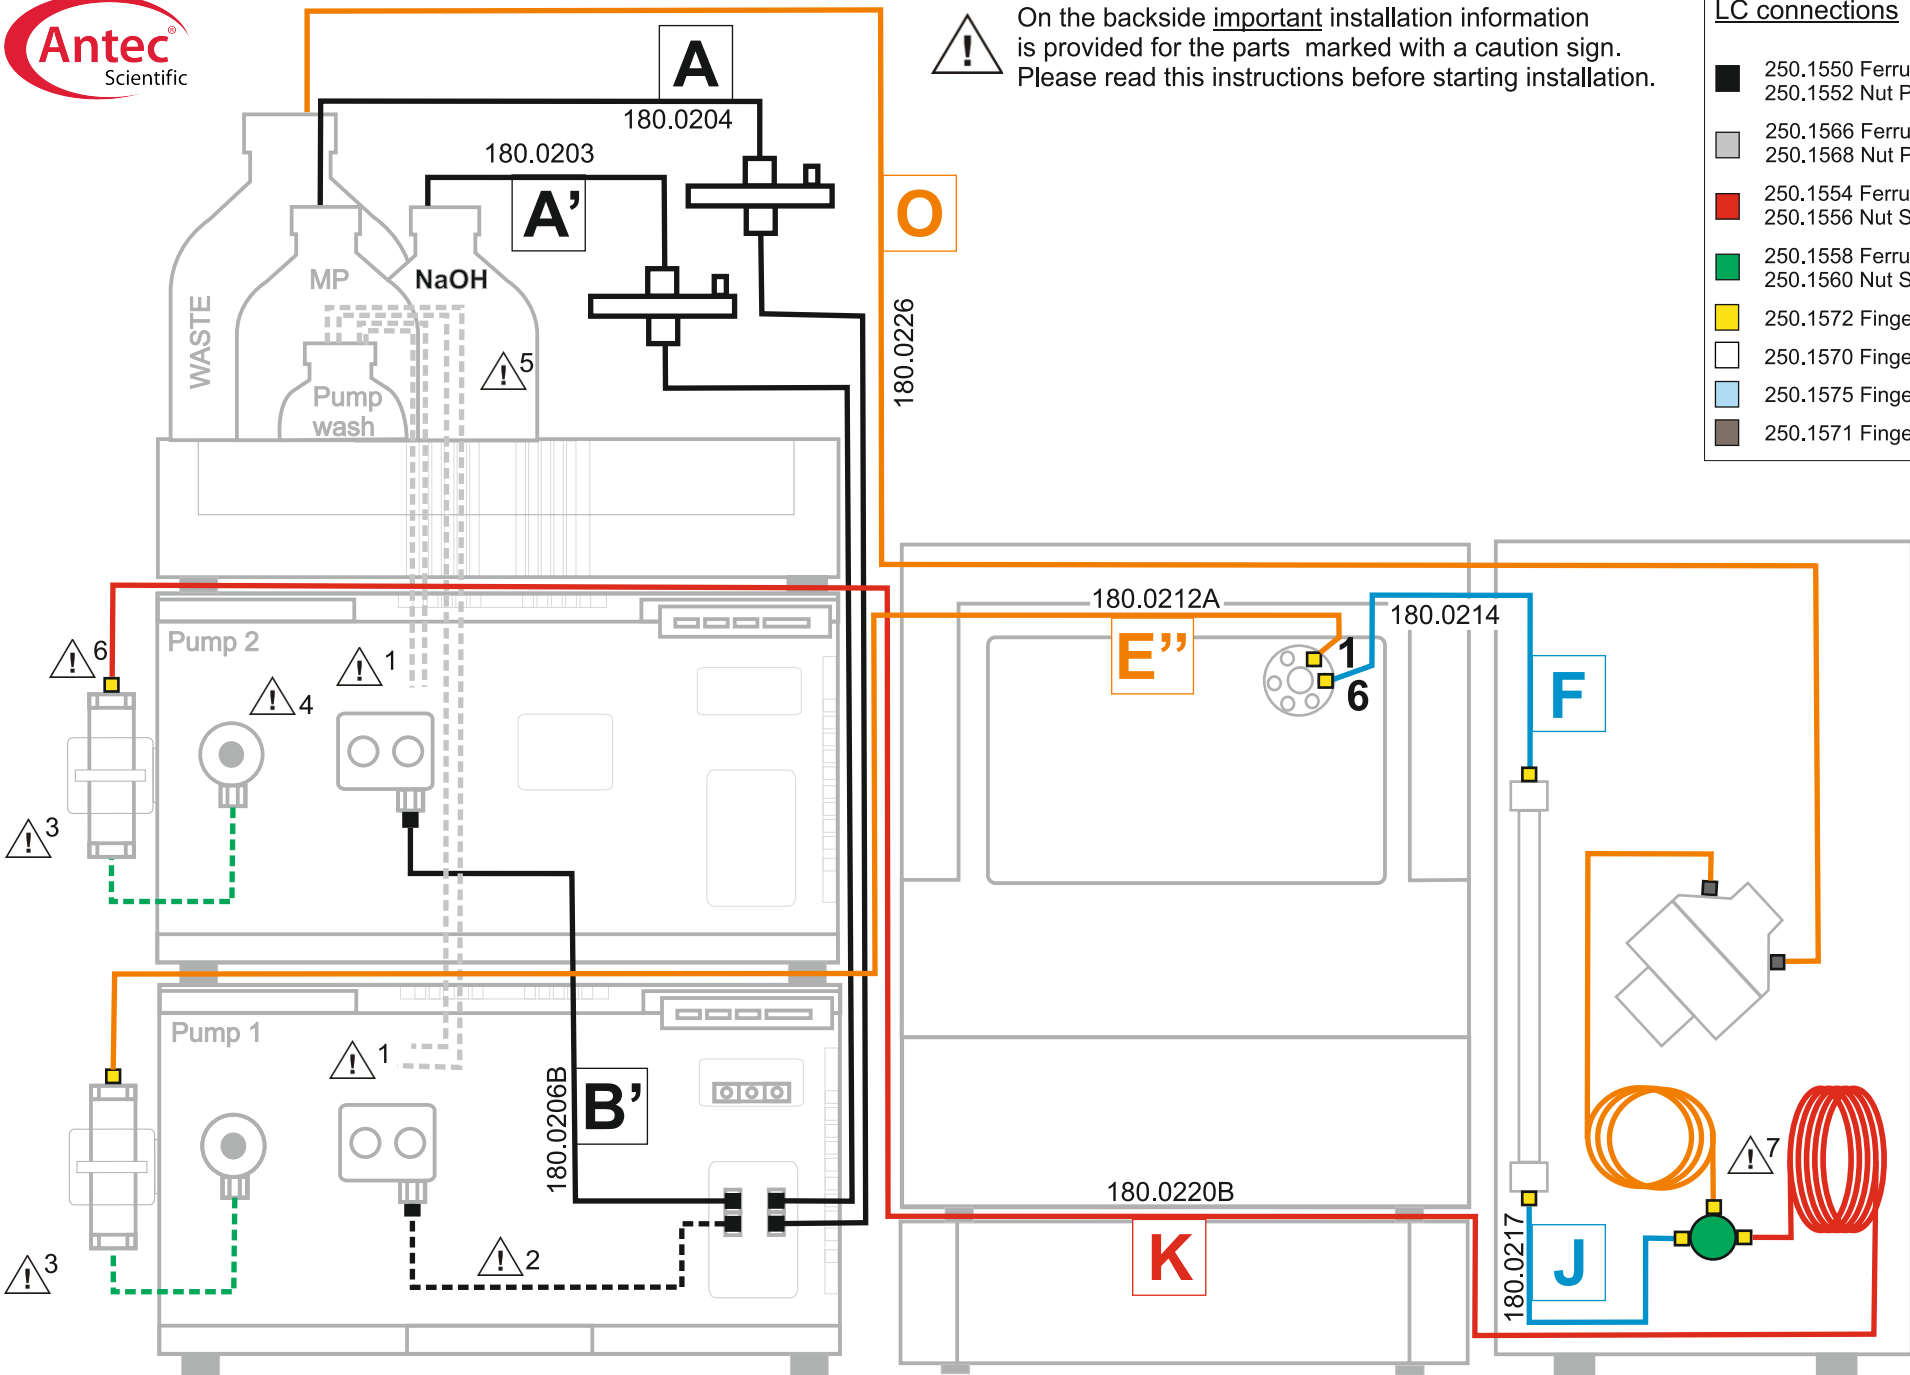 Antec®
Scientific
On the backside important installation information
is provided for the parts marked with a caution sign.
Please read this instructions before starting installation.
LC connections
250.1550 Ferru
250.1552 Nut P
250.1566 Ferru
250.1568 Nut P
250.1554 Ferru
250.1556 Nut S
250.1558 Ferru
250.1560 Nut S
250.1572 Finge
250.1570 Finge
250.1575 Finge
250.1571 Finge
A
180.0204
180.0203
A’
O
180.0226
WASTE
MP
NaOH
Pump
wash
! 5
180.0212A
180.0214
E’’
1
6
F
Pump 2
! 6
! 1
! 4
! 3
Pump 1
! 1
180.0206B
B’
! 2
! 3
180.0220B
K
180.0217
J
! 7